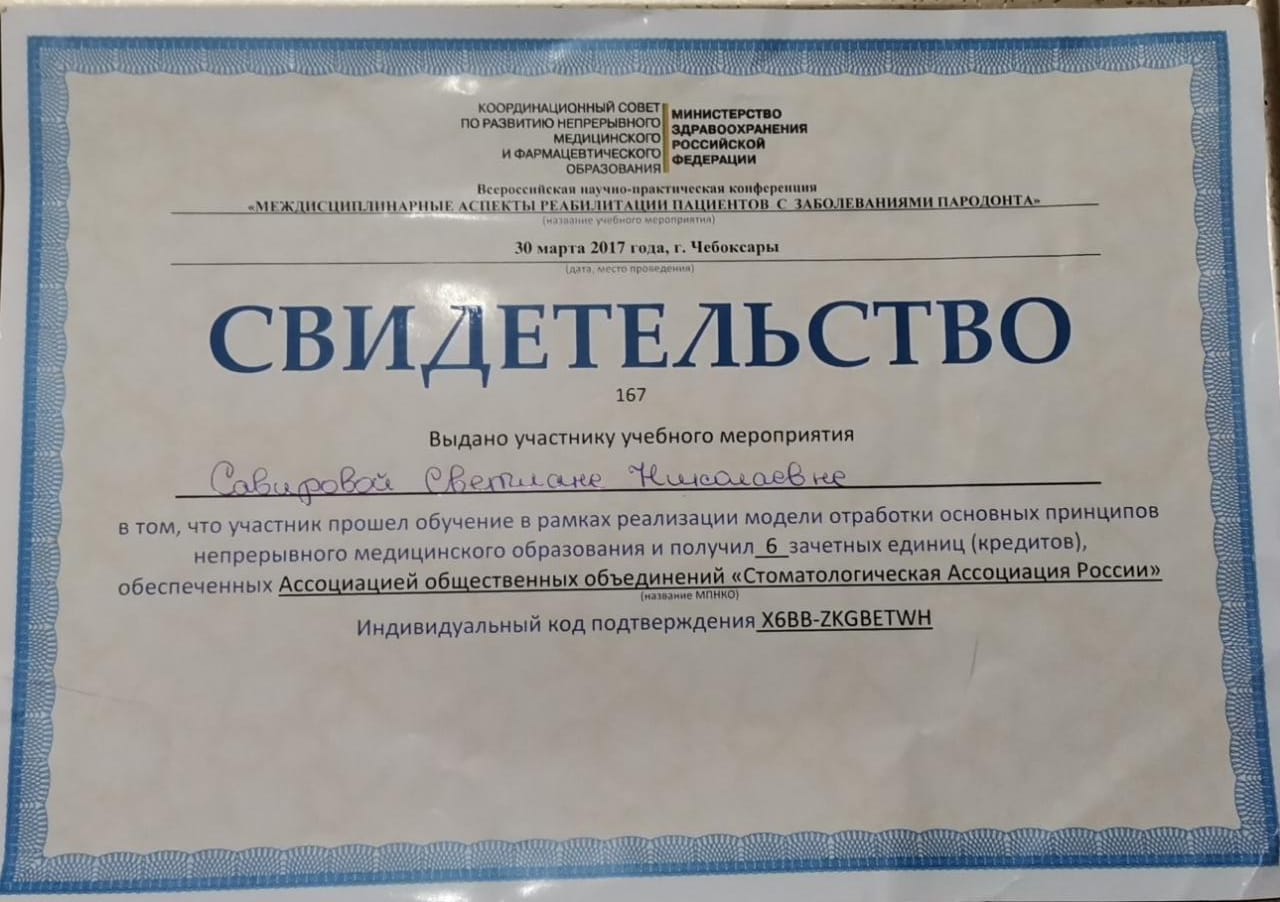 КООРДИНАЦИОННЫЙ СОВЕТ
ПО РАЗВИТИЮ НЕПРЕРЫВНОГО
МЕДИЦИНСКОГО
И ФАРМАЦЕВТИЧЕСКОГО
ОБРАЗОВАНИЯ
МИНИСТЕРСТВО
ЗДРАВООХРАНЕНИЯ
РОССИЙСКОЙ
ФЕДЕРАЦИИ
Всероссийская научно-практическая конференция
«МЕЖДИСЦИПЛИНАРНЫЕ АСПЕКТЫ РЕАБИЛИТАЦИИ ПАЦИЕНТОВ С ЗАБОЛЕВАНИЯМИ ПАРОДОНТА»
(название учебного мероприятия)
30 марта 2017 года, г. Чебоксары
(дата, место проведения)
СВИДЕТЕЛЬСТВО
167
Выдано участнику учебного мероприятия
Савировой Светлане Николаевне
в том, что участник прошел обучение в рамках реализации модели отработки основных принципов
непрерывного медицинского образования и получил 6 зачетных единиц (кредитов),
обеспеченных Ассоциацией общественных объединений «Стоматологическая Ассоциация России»
(название МПНКО)
Индивидуальный код подтверждения X6BB-ZKGBETWH